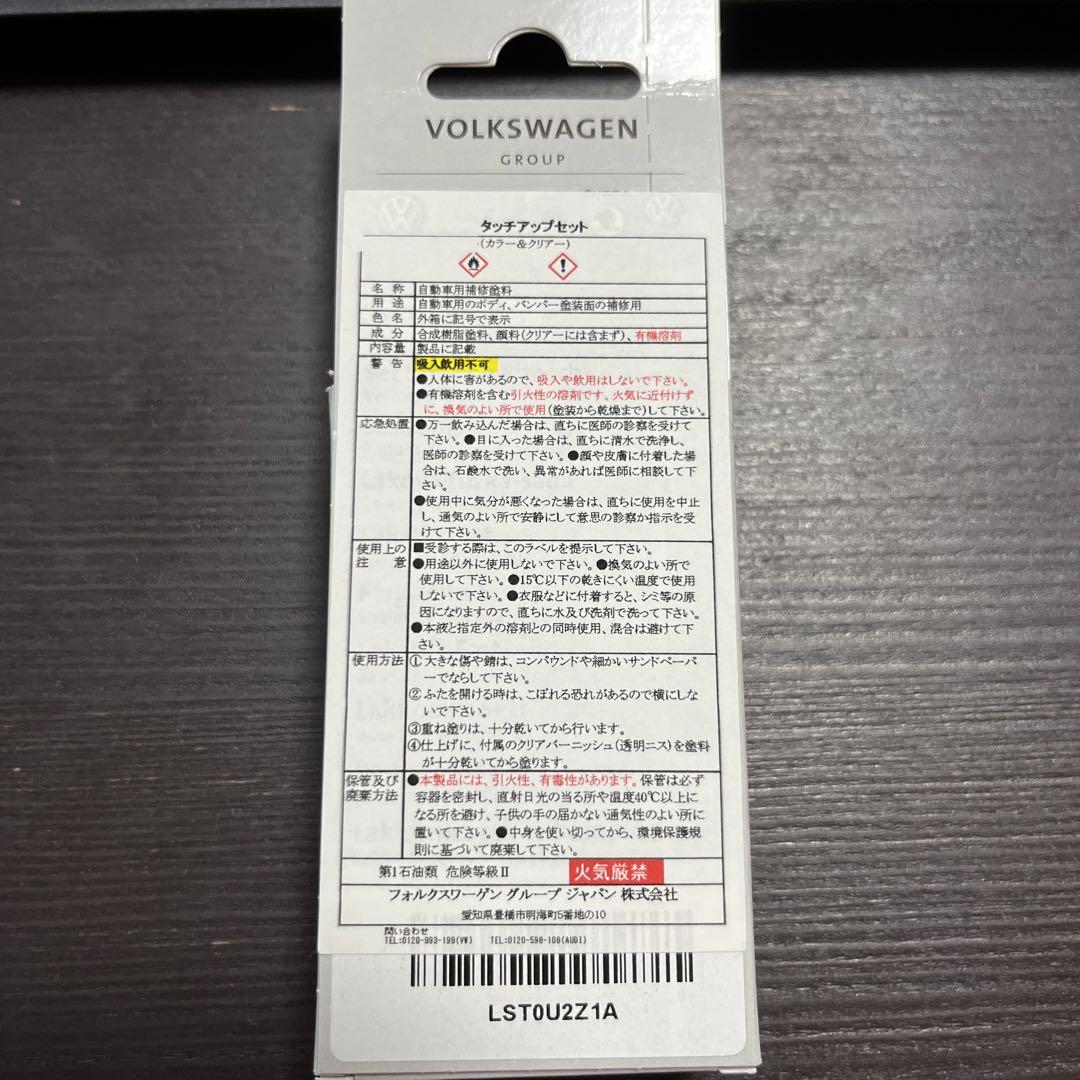 VOLKSWAGEN
GROUP
タッチアップセット
(カラー&クリアー)
名 称 自動車用補修塗料
用 途 自動車用のボディ、バンパー塗装面の補修用
色 名 外箱に記号で表示
成 分 合成樹脂塗料、顔料(クリアーには含まず)、有機溶剤
内容量 製品に記載
警 告 吸入飲用不可
●人体に害があるので、吸入や飲用はしないで下さい。
●有機溶剤を含む引火性の溶剤です、火気に近付けず
に、換気のよい所で使用(塗装から乾燥まで)して下さい。
応急処置 ●万一飲み込んだ場合は、直ちに医師の診察を受けて
下さい。●目に入った場合は、直ちに清水で洗浄し、
医師の診察を受けて下さい。●顔や皮膚に付着した場
合は、石鹸水で洗い、異常があれば医師に相談して下
さい。
●使用中に気分が悪くなった場合は、直ちに使用を中止
し、通気のよい所で安静にして意思の診察か指示を受
けて下さい。
使用上の 注 意 ■受診する際は、このラベルを提示して下さい。
●用途以外に使用しないで下さい。●換気のよい所で
使用して下さい。●15℃以下の乾きにくい温度で使用
しないで下さい。●衣服などに付着すると、シミ等の原
因になりますので、直ちに水及び洗剤で洗って下さい。
●本液と指定外の溶剤との同時使用、混合は避けて下
さい。
使用方法 ①大きな傷や錆は、コンパウンドや細かいサンドペーパ
ーでならして下さい。
②ふたを開ける時は、こぼれる恐れがあるので横にしな
いで下さい。
③重ね塗りは、十分乾いてから行います。
④仕上げに、付属のクリアバーニッシュ(透明ニス)を塗料
が十分乾いてから塗ります。
保管及び 廃棄方法 ●本製品には、引火性、有毒性があります。保管は必ず
容器を密封し、直射日光の当る所や温度40℃以上に
なる所を避け、子供の手の届かない通気性のよい所に
置いて下さい。●中身を使い切ってから、環境保護規
則に基づいて廃棄して下さい。
第1石油類 危険等級Ⅱ 火気厳禁
フォルクスワーゲン グループ ジャパン 株式会社
愛知県豊橋市明海町5番地の10
問い合わせ
TEL:0120-993-199(VW) TEL:0120-598-106(AUDI)
LST0U2Z1A